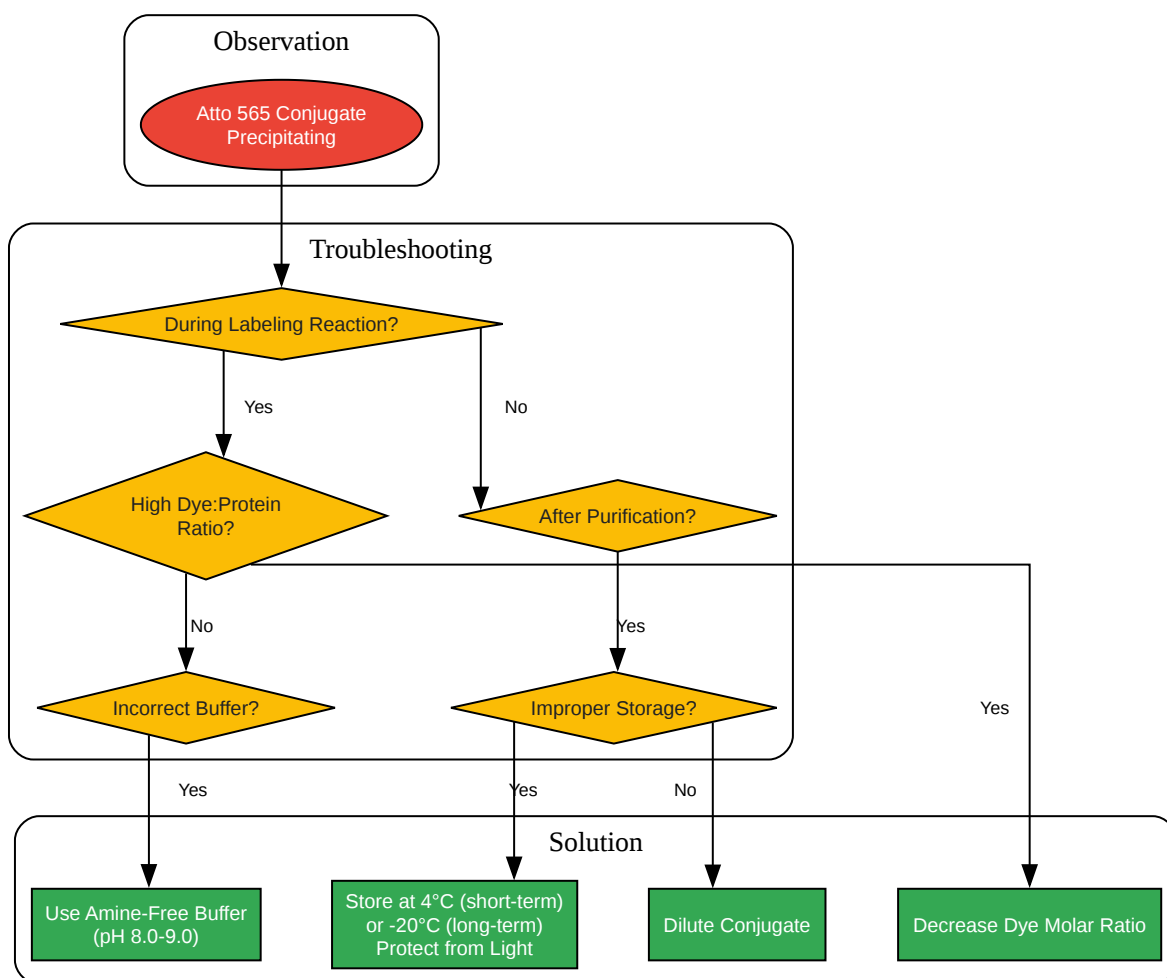 Observation
Atto 565 Conjugate
Precipitating
Troubleshooting
During Labeling Reaction?
Yes
No
High Dye:Protein
Ratio?
After Purification?
No
Yes
Incorrect Buffer?
Improper Storage?
Yes
Yes
Yes
No
Solution
Use Amine-Free Buffer
(pH 8.0-9.0)
Store at 4°C (short-term)
or -20°C (long-term)
Protect from Light
Dilute Conjugate
Decrease Dye Molar Ratio